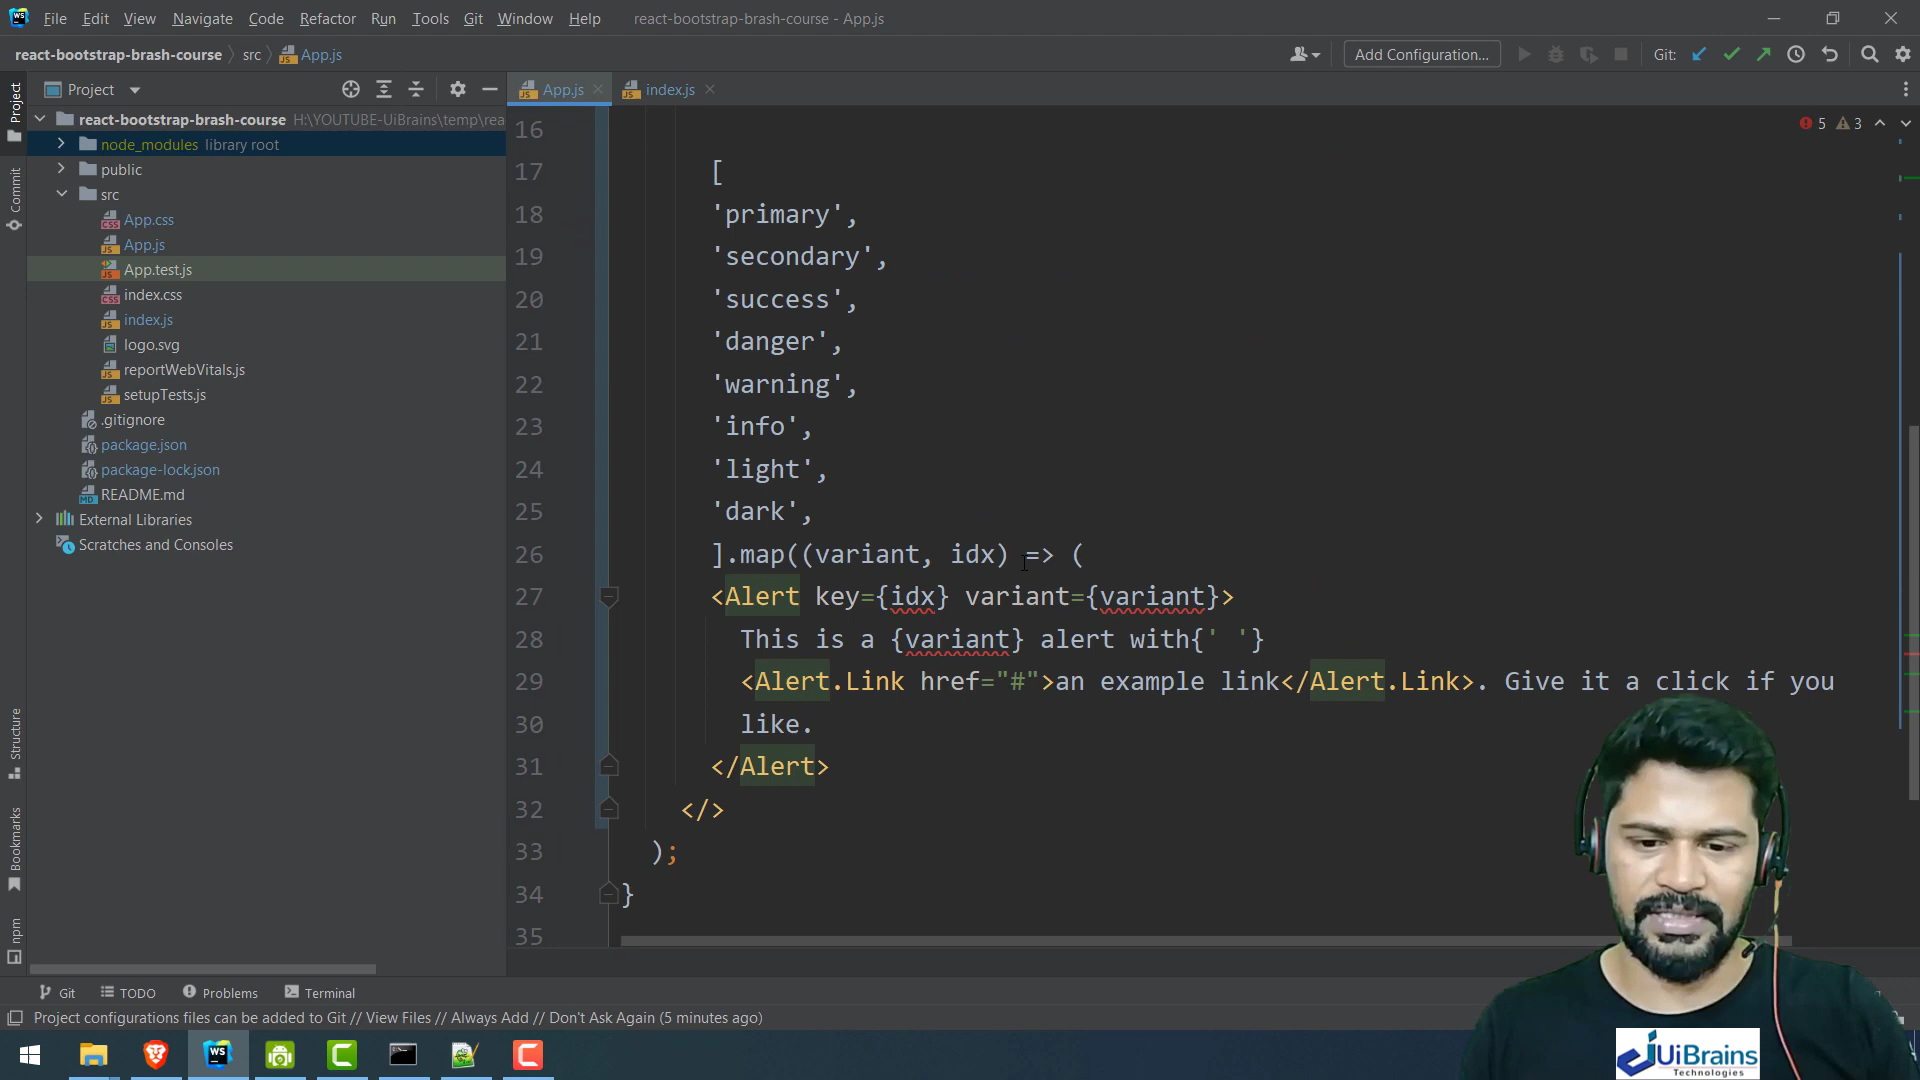 File Edit View Navigate Code Refactor Run Tools Git Window Help react-bootstrap-brash-course - App.js
react-bootstrap-brash-course src App.js Add Configuration... Git:
Project App.js index.js
react-bootstrap-brash-course H:\YOUTUBE-UiBrains\temp\rea
node_modules library root
public
src
App.css
App.js
App.test.js
index.css
index.js
logo.svg
reportWebVitals.js
setupTests.js
.gitignore
package.json
package-lock.json
README.md
External Libraries
Scratches and Consoles
Project
Commit
Structure
Bookmarks
npm
5 3
16
17 [
18 'primary',
19 'secondary',
20 'success',
21 'danger',
22 'warning',
23 'info',
24 'light',
25 'dark',
26 ].map((variant, idx) => (
27 <Alert key={idx} variant={variant}>
28 This is a {variant} alert with{' '}
29 <Alert.Link href="#">an example link</Alert.Link>. Give it a click if you
30 like.
31 </Alert>
32 </>
33 );
34 }
35
Git TODO Problems Terminal
Project configurations files can be added to Git // View Files // Always Add // Don't Ask Again (5 minutes ago)
UiBrains
Technologies